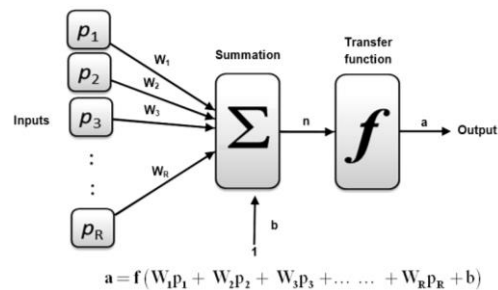 p1
p2
p3
:
:
pR
Inputs
W1
W2
W3
WR
Summation
Σ
b
1
n
Transfer
function
f
a
Output
a = f (W1p1 + W2p2 + W3p3 + ... ... + WRpR + b)